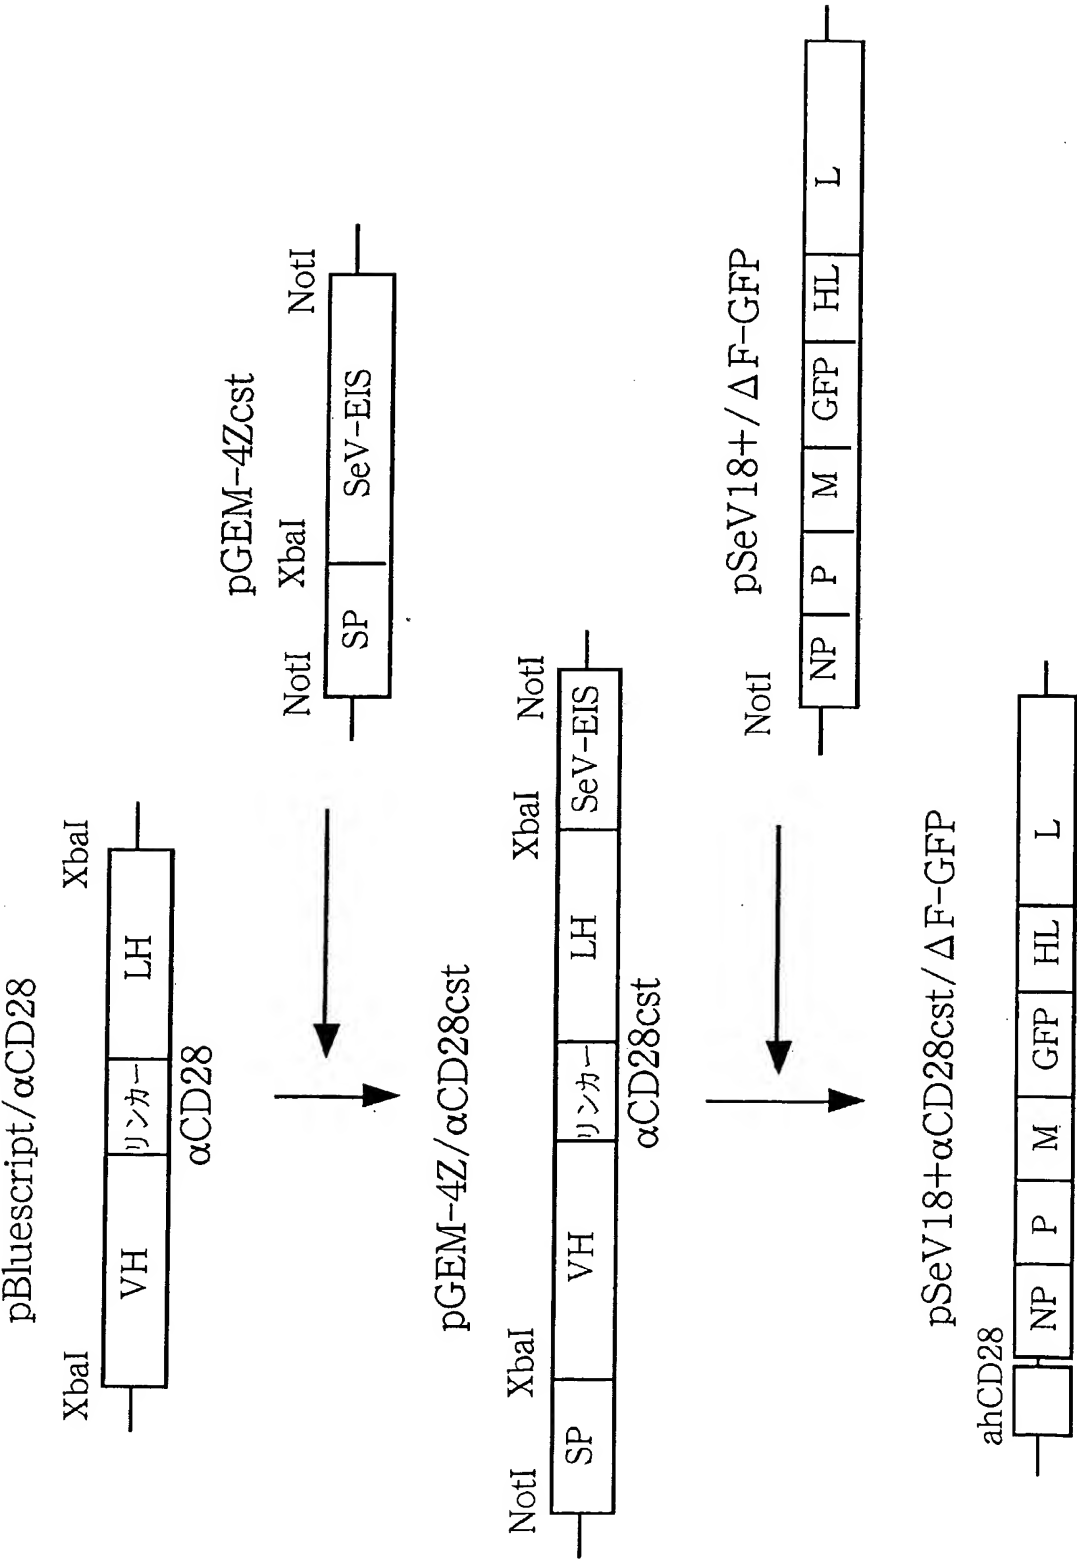 pBluescript/αCD28
XbaI XbaI
VH リンカー LH
αCD28
pGEM-4Zcst
NotI XbaI NotI
SP SeV-EIS
pGEM-4Z/αCD28cst
NotI XbaI XbaI NotI
SP VH リンカー LH SeV-EIS
αCD28cst
pSeV18+/ΔF-GFP
NotI
NP P M GFP HL L
pSeV18+αCD28cst/ΔF-GFP
ahCD28
NP P M GFP HL L